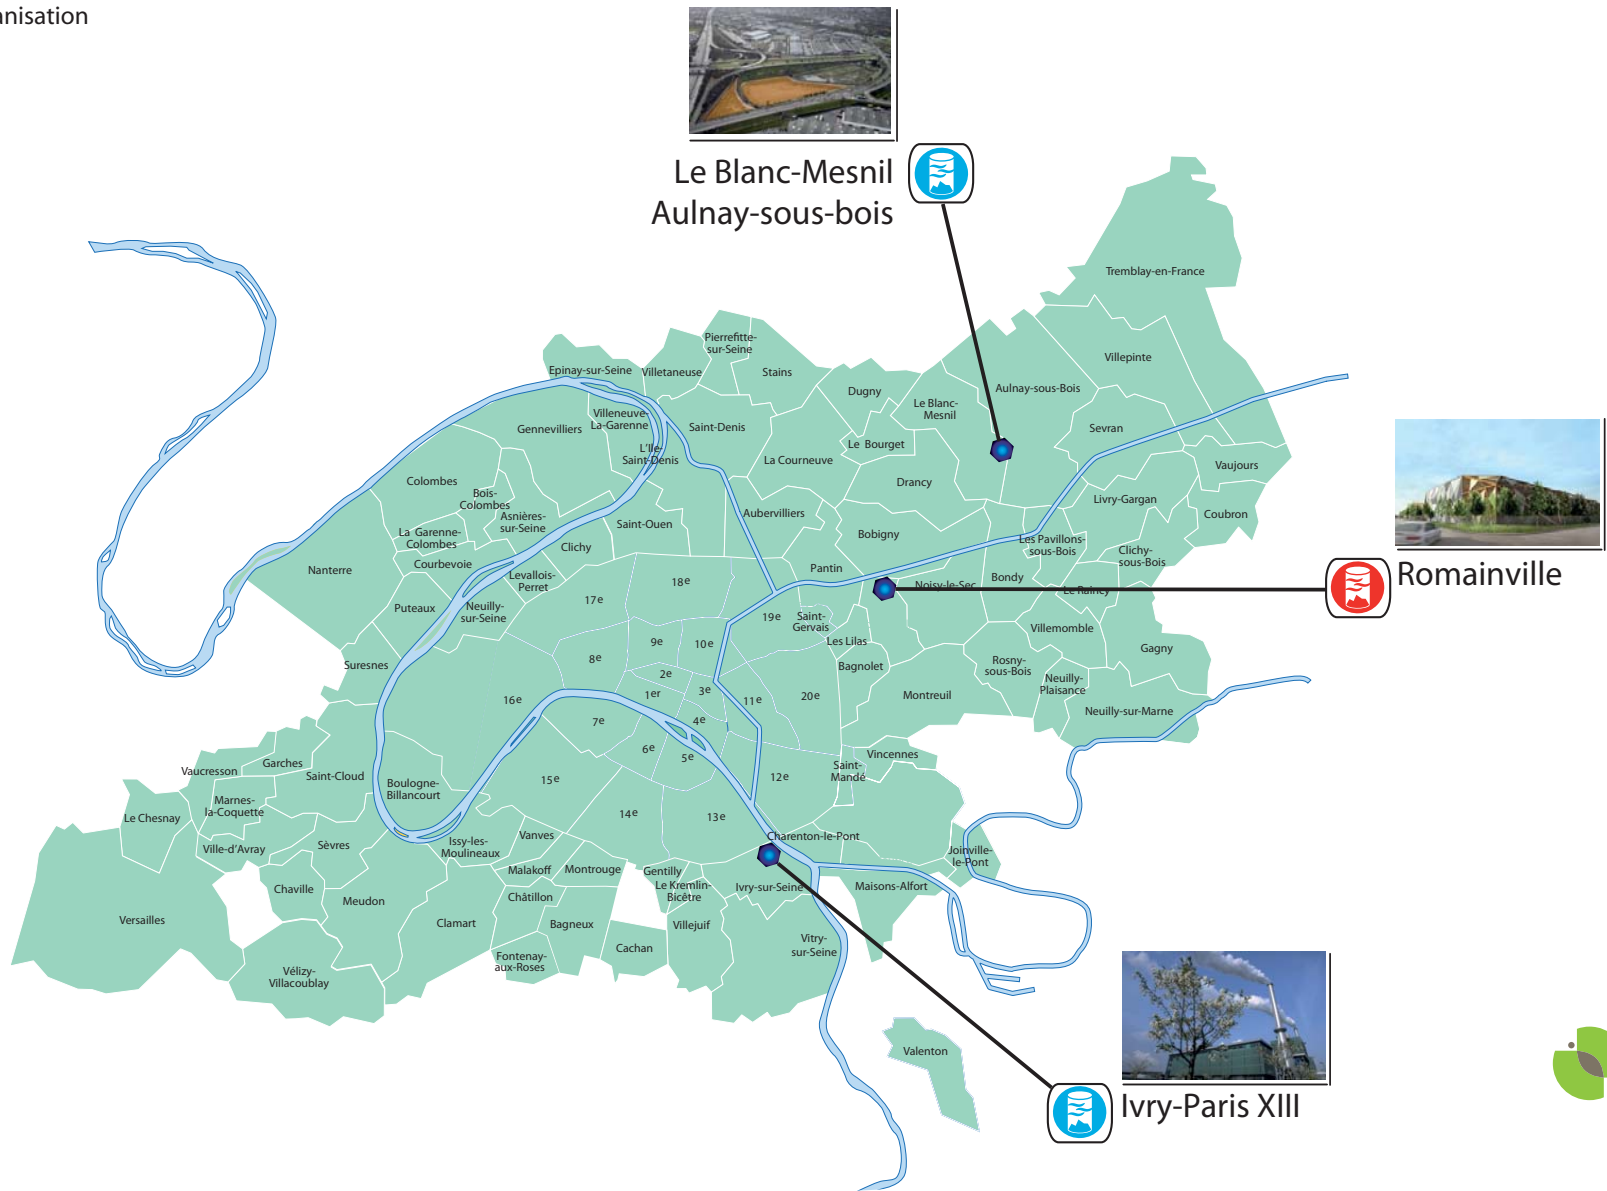 anisation
Le Blanc-Mesnil
Aulnay-sous-bois
Tremblay-en-France
Pierrefitte-
sur-Seine
Villepinte
Epinay-sur-Seine
Villetaneuse
Stains
Dugny
Aulnay-sous-Bois
Le Blanc-
Mesnil
Villeneuve-
La-Garenne
Gennevilliers
Saint-Denis
Sevran
L'Ile-
Saint-Denis
Le Bourget
La Courneuve
Vaujours
Colombes
Drancy
Bois-
Colombes
Livry-Gargan
Asnières-
sur-Seine
Aubervilliers
Coubron
Saint-Ouen
La Garenne-
Colombes
Bobigny
Les Pavillons-
sous-Bois
Clichy
Clichy-
sous-Bois
Courbevoie
Nanterre
Pantin
Levallois-
Perret
Bondy
Noisy-le-Sec
Le Raincy
Romainville
18e
17e
Puteaux
Neuilly-
sur-Seine
19e
Saint-
Gervais
Villemomble
9e
10e
Les Lilas
Gagny
8e
Suresnes
Bagnolet
Rosny-
sous-Bois
2e
Neuilly-
Plaisance
1er
3e
16e
11e
20e
Montreuil
Neuilly-sur-Marne
7e
4e
6e
5e
Vincennes
Garches
Vaucresson
Saint-Cloud
Saint-
Mandé
12e
15e
Boulogne-
Billancourt
Marnes-
la-Coquette
Le Chesnay
14e
13e
Charenton-le-Pont
Vanves
Issy-les-
Moulineaux
Sèvres
Ville-d'Avray
Joinville-
le-Pont
Malakoff
Montrouge
Gentilly
Le Kremlin-
Bicêtre
Ivry-sur-Seine
Maisons-Alfort
Chaville
Meudon
Châtillon
Versailles
Clamart
Bagneux
Villejuif
Cachan
Vitry-
sur-Seine
Fontenay-
aux-Roses
Vélizy-
Villacoublay
Valenton
Ivry-Paris XIII